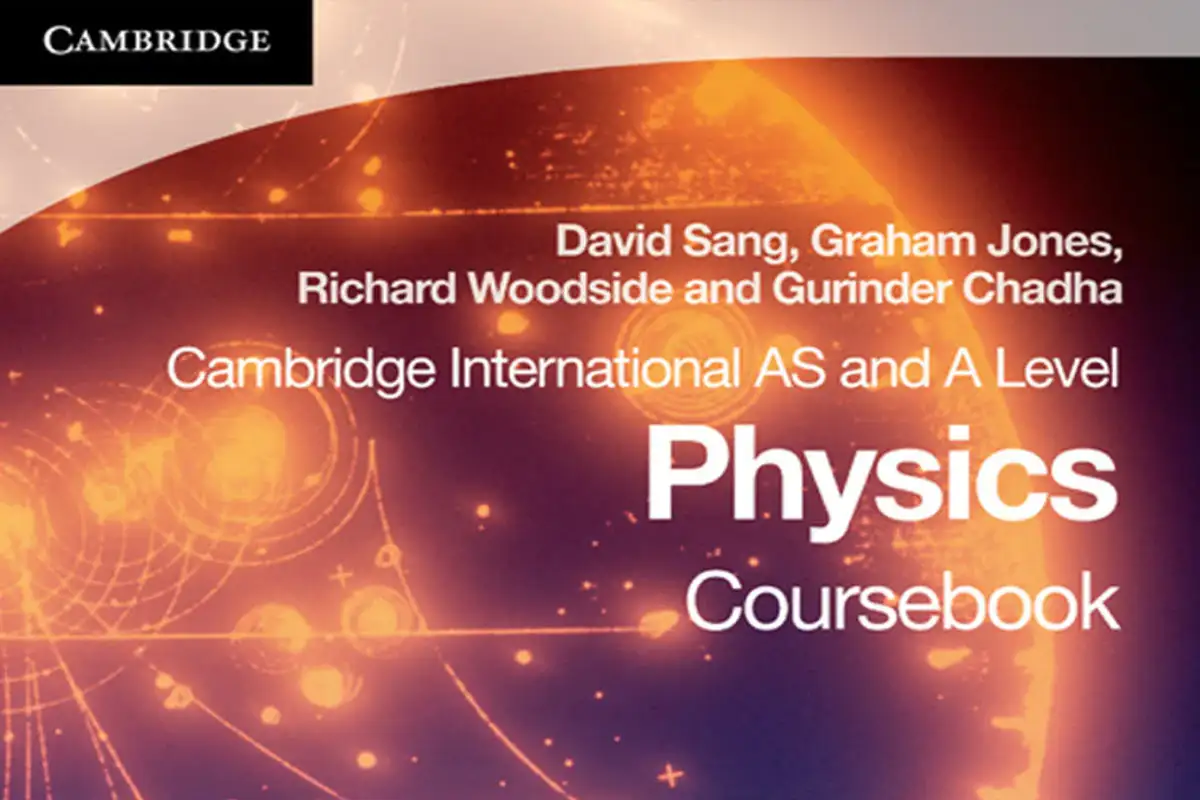 CAMBRIDGE
David Sang, Graham Jones,
Richard Woodside and Gurinder Chadha
Cambridge International AS and A Level
Physics
Coursebook